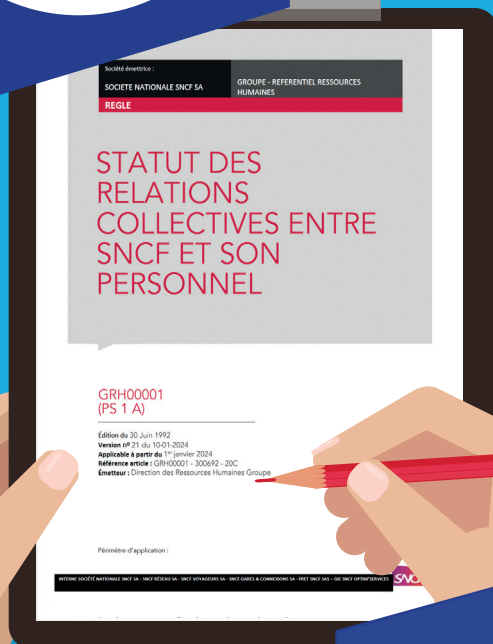 Société émettrice :
SOCIETE NATIONALE SNCF SA
GROUPE - REFERENTIEL RESSOURCES
HUMAINES
REGLE
STATUT DES
RELATIONS
COLLECTIVES ENTRE
SNCF ET SON
PERSONNEL
GRH00001
(PS 1 A)
Édition du 30 Juin 1992
Version nº 21 du 10-01-2024
Applicable à partir du 1er janvier 2024
Référence article : GRH00001 - 300692 - 20C
Émetteur : Direction des Ressources Humaines Groupe
Périmètre d'application :
INTERNE SOCIÉTÉ NATIONALE SNCF SA - SNCF RÉSEAU SA - SNCF VOYAGEURS SA - SNCF GARES & CONNEXIONS SA - FRET SNCF SAS – GIE SNCF OPTIM'SERVICES